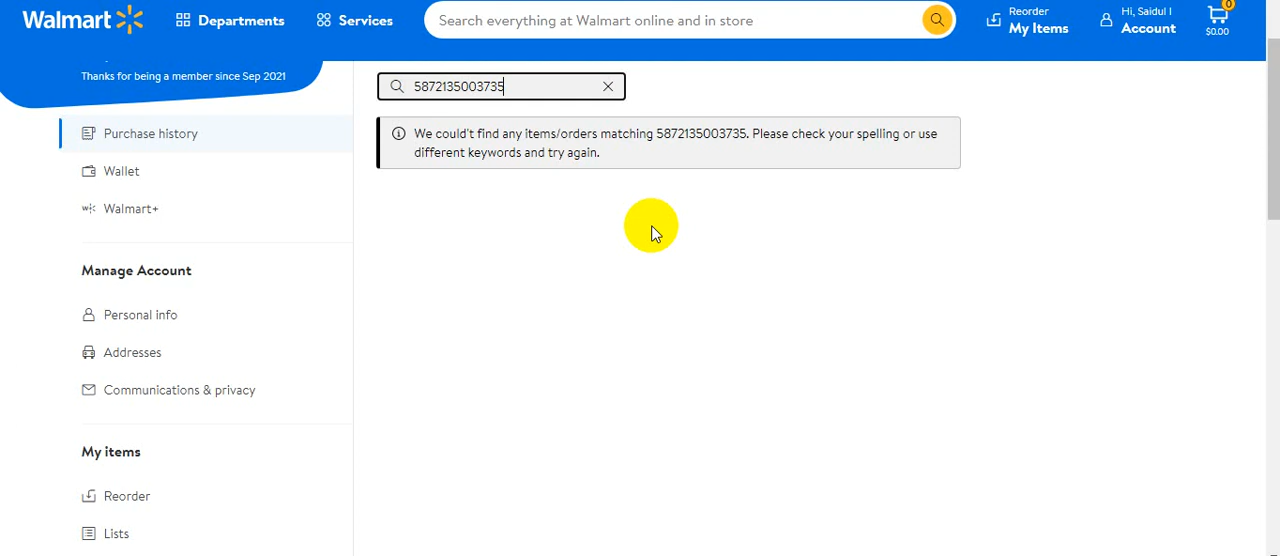 Walmart
Departments
Services
Search everything at Walmart online and in store
Reorder
My Items
Hi, Saidul I
Account
0
$0.00
Thanks for being a member since Sep 2021
5872135003735
We could't find any items/orders matching 5872135003735. Please check your spelling or use
different keywords and try again.
Purchase history
Wallet
Walmart+
Manage Account
Personal info
Addresses
Communications & privacy
My items
Reorder
Lists